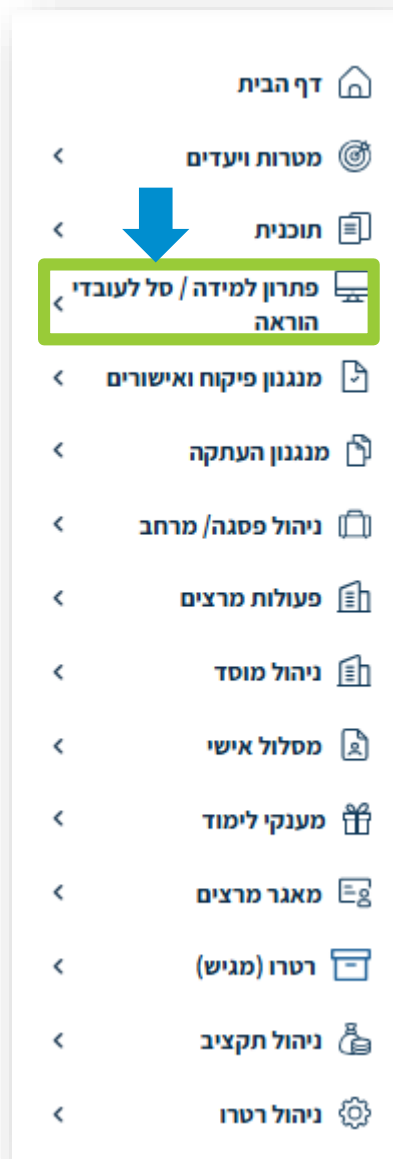 דף הבית
מטרות ויעדים
תוכנית
פתרון למידה / סל לעובדי
הוראה
מנגנון פיקוח ואישורים
מנגנון העתקה
ניהול פסגה/ מרחב
פעולות מרצים
ניהול מוסד
מסלול אישי
מענקי לימוד
מאגר מרצים
רטרו (מגיש)
ניהול תקציב
ניהול רטרו